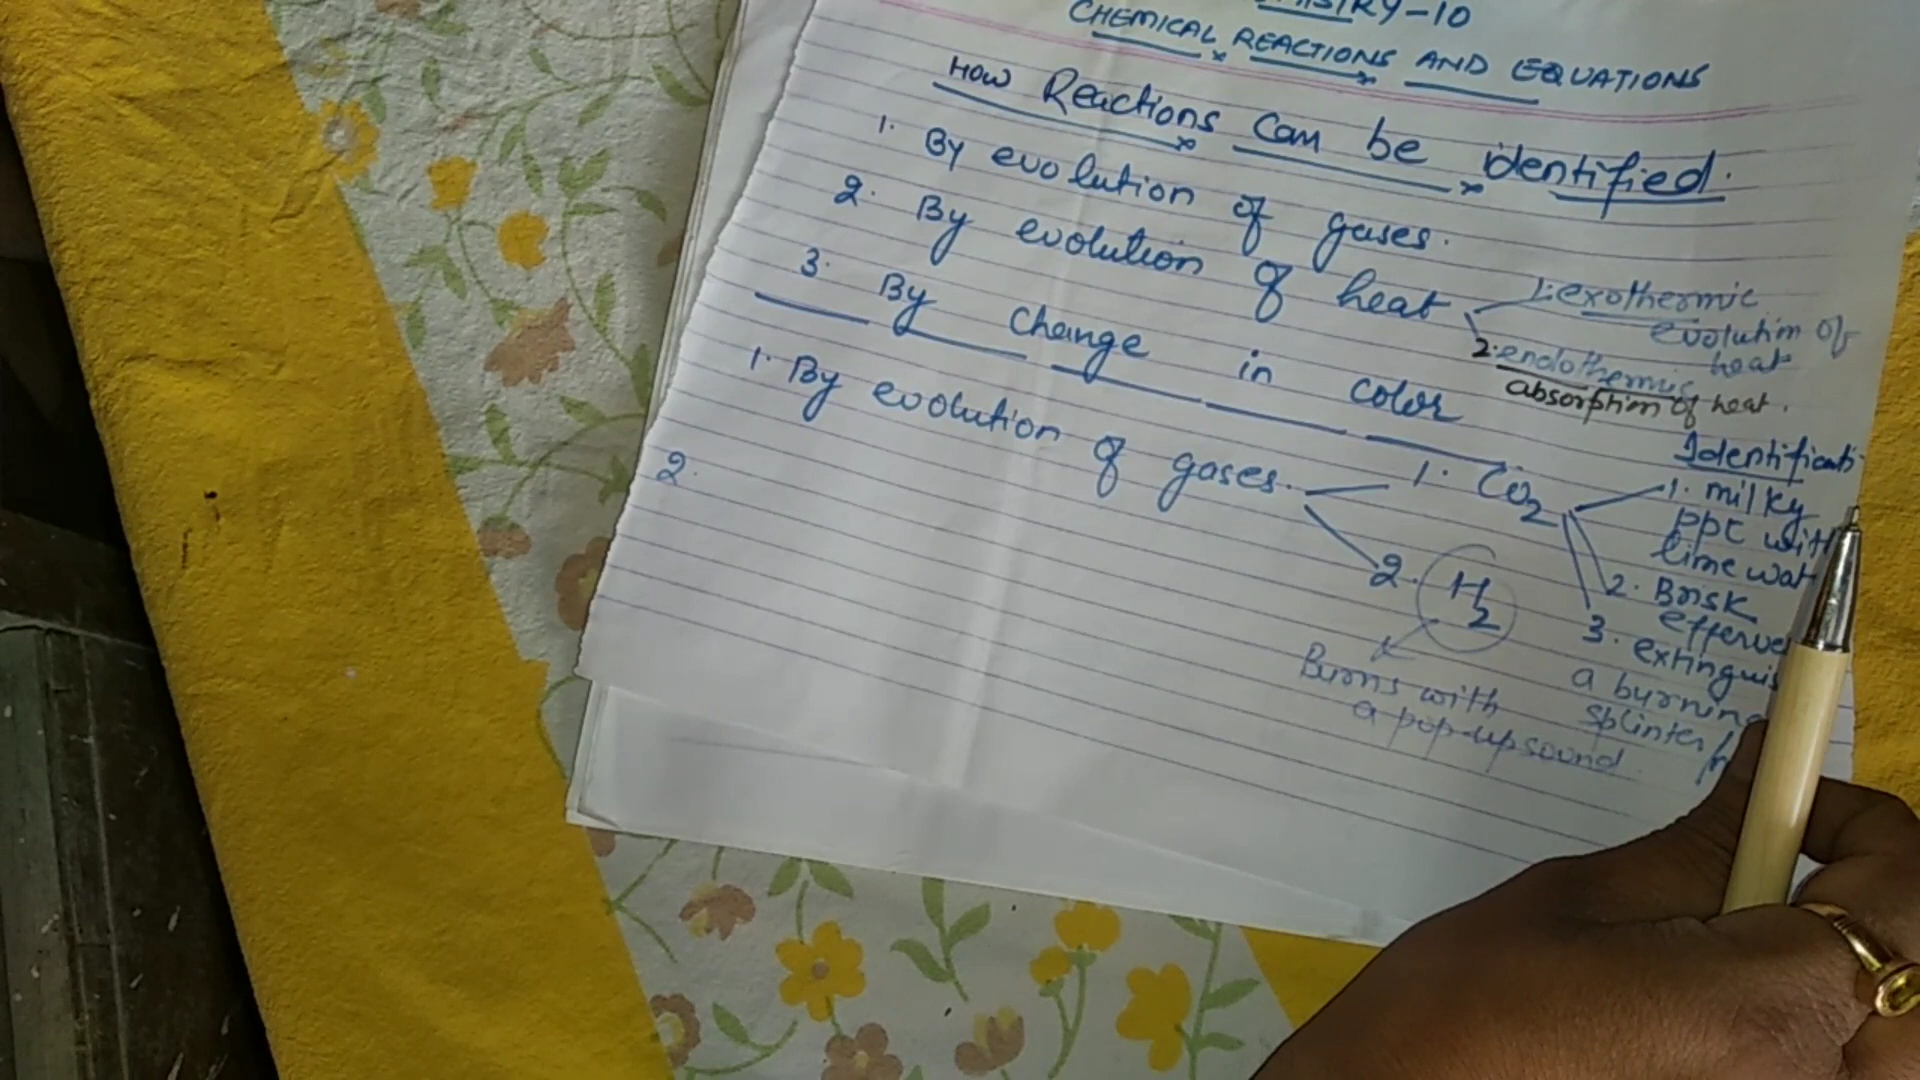 MISTRY-10
CHEMICAL REACTIONS AND EQUATIONS
HOW Reactions Can be identified.
1. By evolution of gases.
2. By evolution of heat
1. exothermic
evolution of
heat
2. endothermic
absorption of heat.
3. By Change in color
1. By evolution of gases.
1. CO2
Identificati
1. milky
ppt with
lime wat
2. Brisk
efferve
3. extinguis
a burning
splinter
2. H2
Burns with
a pop-up sound.
2.